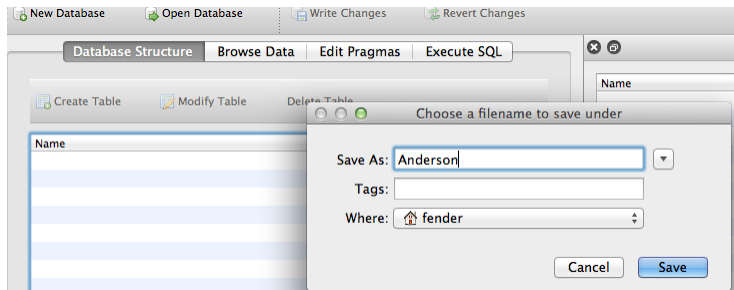 New Database Open Database Write Changes Revert Changes
Database Structure Browse Data Edit Pragmas Execute SQL
Name
Create Table Modify Table Delete Table
Choose a filename to save under
Name
Save As: Anderson
Tags:
Where: fender
Cancel Save